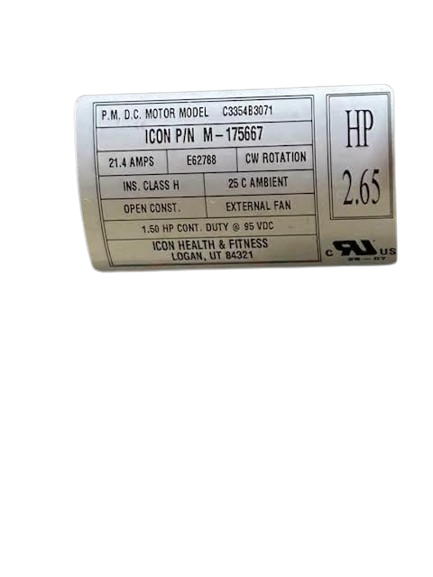 P.M. D.C. MOTOR MODEL C3354B3071
ICON P/N M-175667
21.4 AMPS E62788 CW ROTATION
INS. CLASS H 25 C AMBIENT
OPEN CONST. EXTERNAL FAN
1.50 HP CONT. DUTY @ 95 VDC
ICON HEALTH & FITNESS
LOGAN, UT 84321
HP
2.65
C RU US